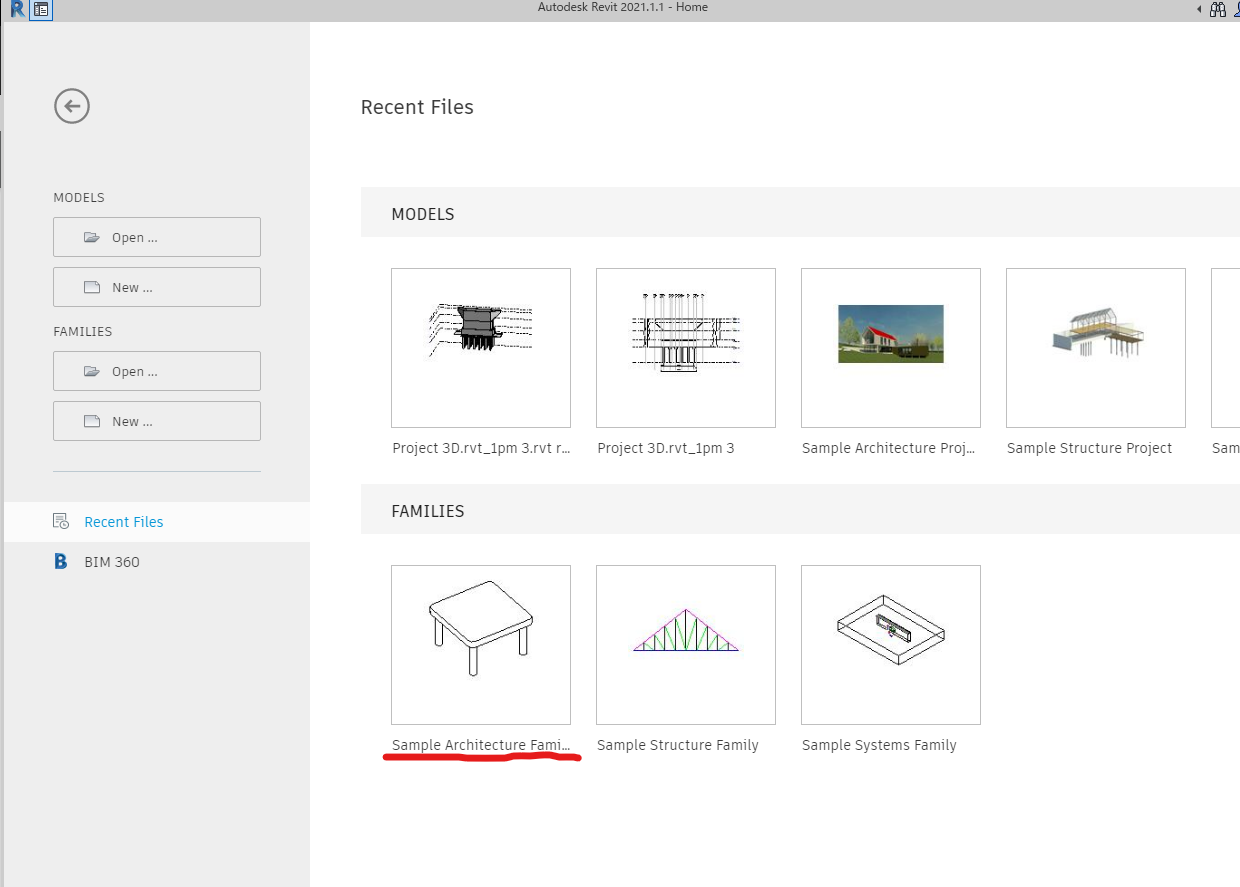 Autodesk Revit 2021.1.1 - Home
Recent Files
MODELS
Open ...
New ...
FAMILIES
Open ...
New ...
Recent Files
BIM 360
MODELS
Project 3D.rvt_1pm 3.rvt r...
Project 3D.rvt_1pm 3
Sample Architecture Proj...
Sample Structure Project
Sam
FAMILIES
Sample Architecture Fami...
Sample Structure Family
Sample Systems Family